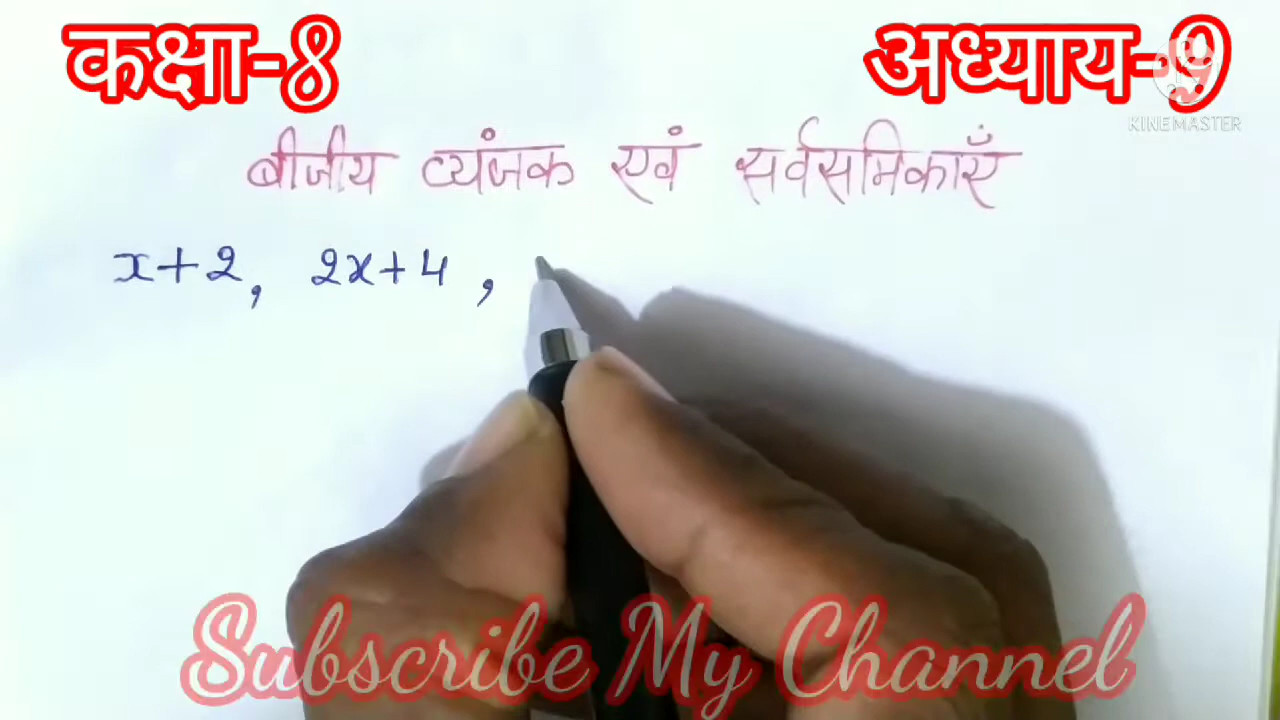 कक्षा-8 अध्याय-9
KINEMASTER
बीजीय व्यंजक एवं सर्वसमिकाएँ
x+2, 2x+4,
Subscribe My Channel